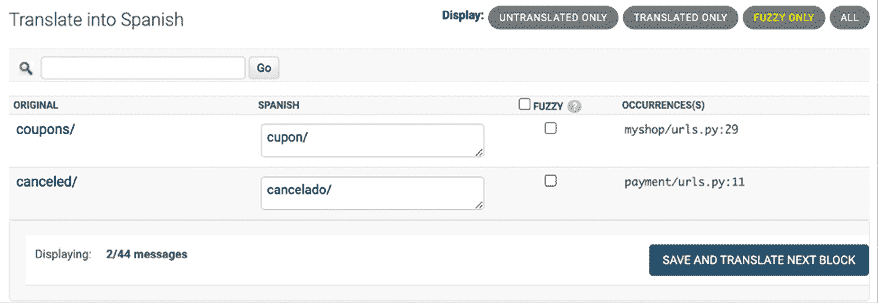 Translate into Spanish
Display: UNTRANSLATED ONLY TRANSLATED ONLY FUZZY ONLY ALL
Go
ORIGINAL SPANISH FUZZY ? OCCURRENCES(S)
coupons/ cupon/ myshop/urls.py:29
canceled/ cancelado/ payment/urls.py:11
Displaying: 2/44 messages SAVE AND TRANSLATE NEXT BLOCK